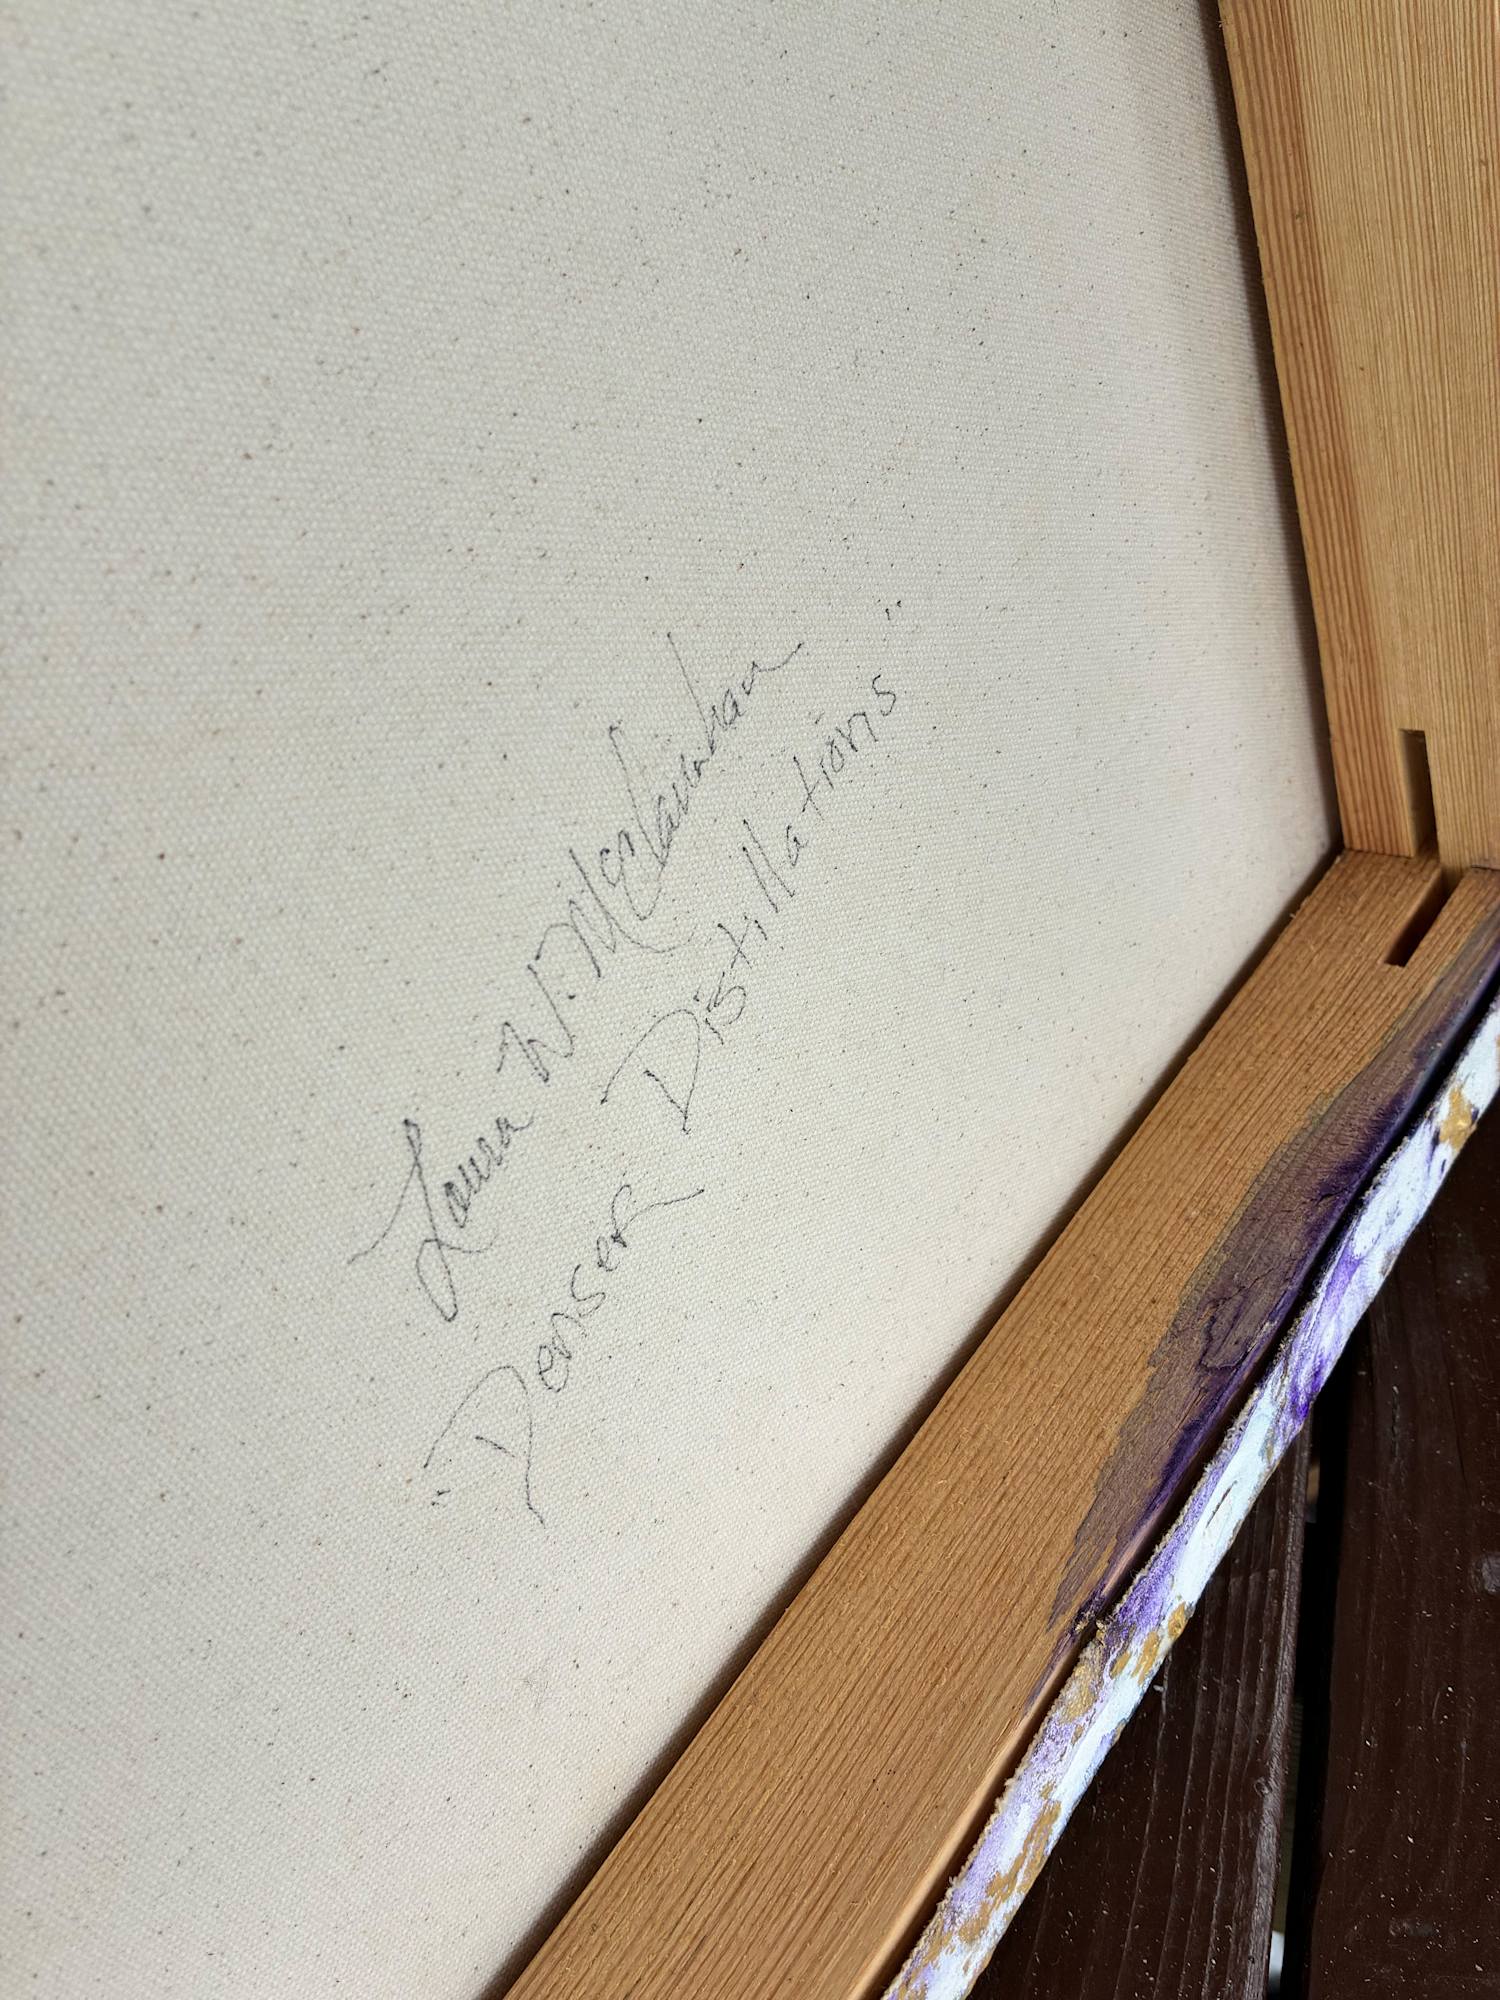 Laura W. McClanahan
"Denser Distillations"